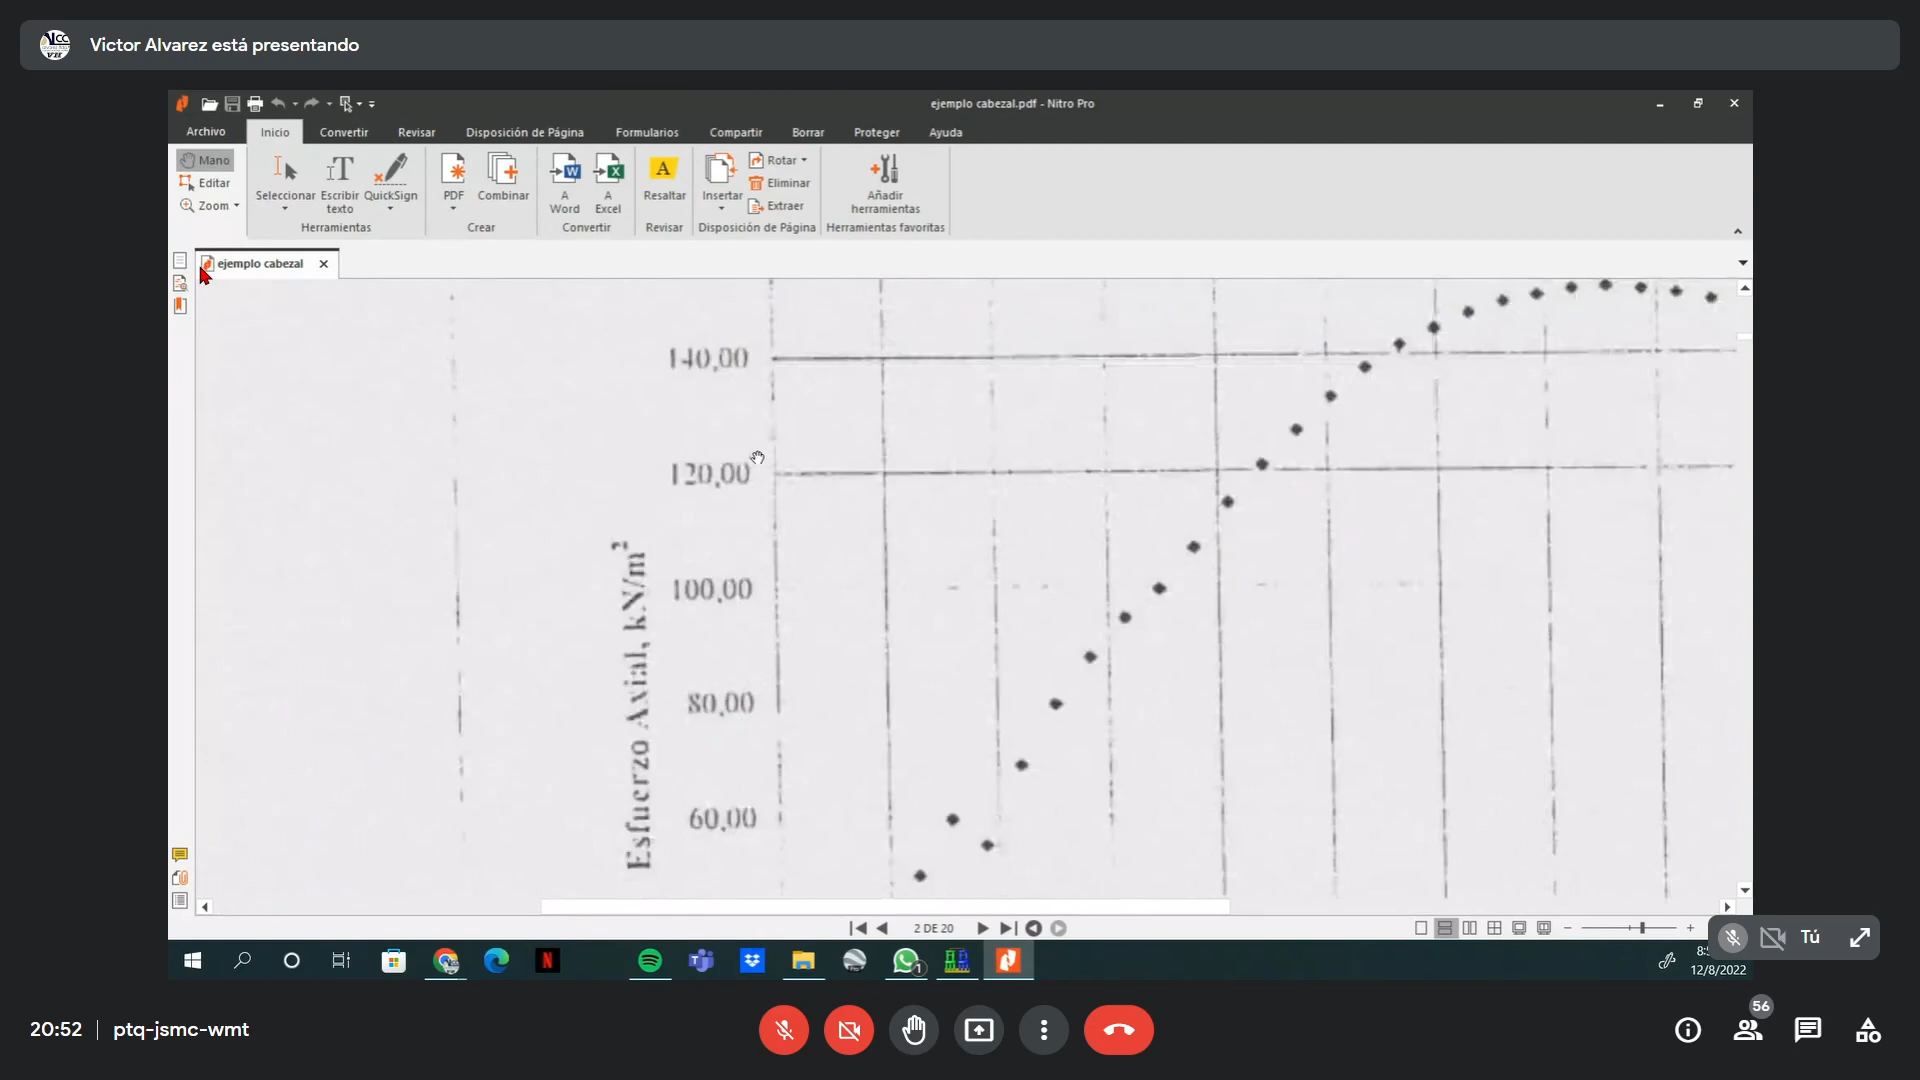 Victor Alvarez está presentando
ejemplo cabezal.pdf - Nitro Pro
Archivo Inicio Convertir Revisar Disposición de Página Formularios Compartir Borrar Proteger Ayuda
Mano
Editar
Zoom
Seleccionar
Escribir texto
QuickSign
Herramientas
PDF
Combinar
Crear
A Word
A Excel
Convertir
A
Resaltar
Revisar
Insertar
Rotar
Eliminar
Extraer
Disposición de Página
Añadir herramientas
Herramientas favoritas
ejemplo cabezal
140,00
120,00
100,00
80,00
60,00
Esfuerzo Axial, kN/m²
2 DE 20
Tú
12/8/2022
20:52 | ptq-jsmc-wmt
56